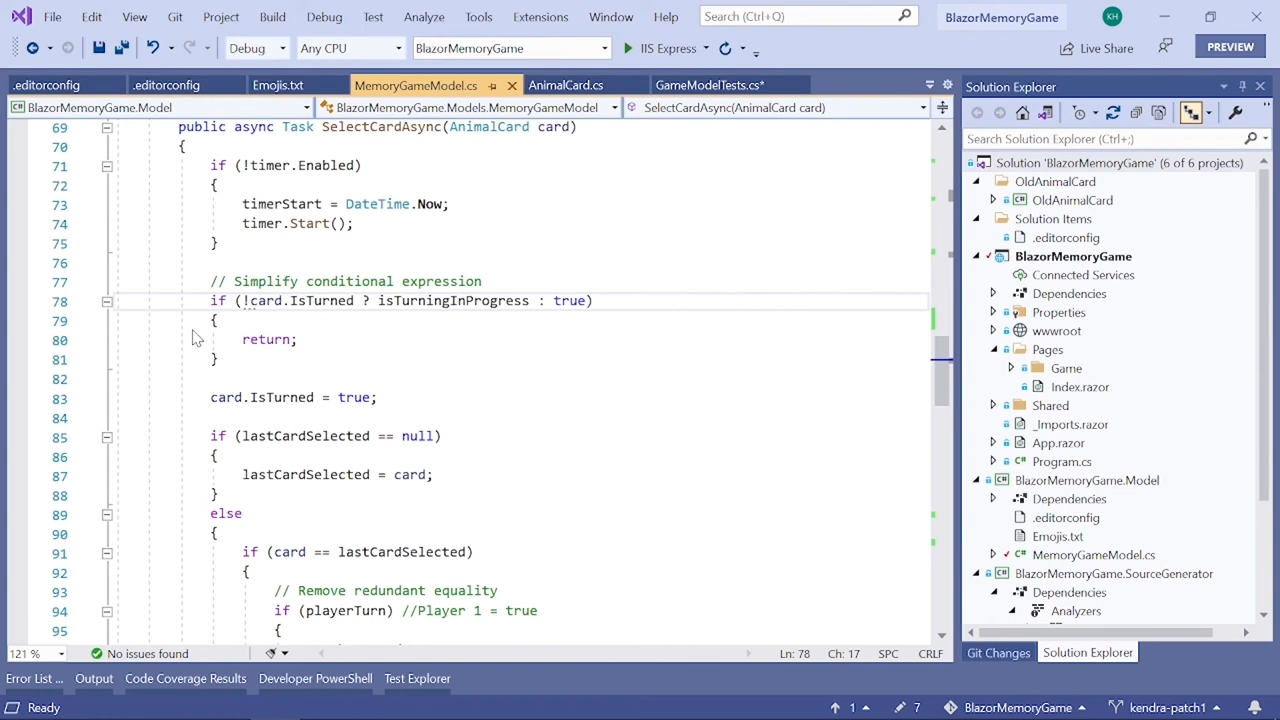 File Edit View Git Project Build Debug Test Analyze Tools Extensions Window Help Search (Ctrl+Q) BlazorMemoryGame KH
Debug Any CPU BlazorMemoryGame IIS Express Live Share PREVIEW
.editorconfig .editorconfig Emojis.txt MemoryGameModel.cs AnimalCard.cs GameModelTests.cs*
BlazorMemoryGame.Model BlazorMemoryGame.Models.MemoryGameModel SelectCardAsync(AnimalCard card)
69 public async Task SelectCardAsync(AnimalCard card)
70 {
71 if (!timer.Enabled)
72 {
73 timerStart = DateTime.Now;
74 timer.Start();
75 }
76
77 // Simplify conditional expression
78 if (!card.IsTurned ? isTurningInProgress : true)
79 {
80 return;
81 }
82
83 card.IsTurned = true;
84
85 if (lastCardSelected == null)
86 {
87 lastCardSelected = card;
88 }
89 else
90 {
91 if (card == lastCardSelected)
92 {
93 // Remove redundant equality
94 if (playerTurn) //Player 1 = true
95 {
121 % No issues found Ln: 78 Ch: 17 SPC CRLF
Solution Explorer
Search Solution Explorer (Ctrl+;)
Solution 'BlazorMemoryGame' (6 of 6 projects)
OldAnimalCard
OldAnimalCard
Solution Items
.editorconfig
BlazorMemoryGame
Connected Services
Dependencies
Properties
wwwroot
Pages
Game
Index.razor
Shared
_Imports.razor
App.razor
Program.cs
BlazorMemoryGame.Model
Dependencies
.editorconfig
Emojis.txt
MemoryGameModel.cs
BlazorMemoryGame.SourceGenerator
Dependencies
Analyzers
Git Changes Solution Explorer
Error List ... Output Code Coverage Results Developer PowerShell Test Explorer
Ready 1 7 BlazorMemoryGame kendra-patch1